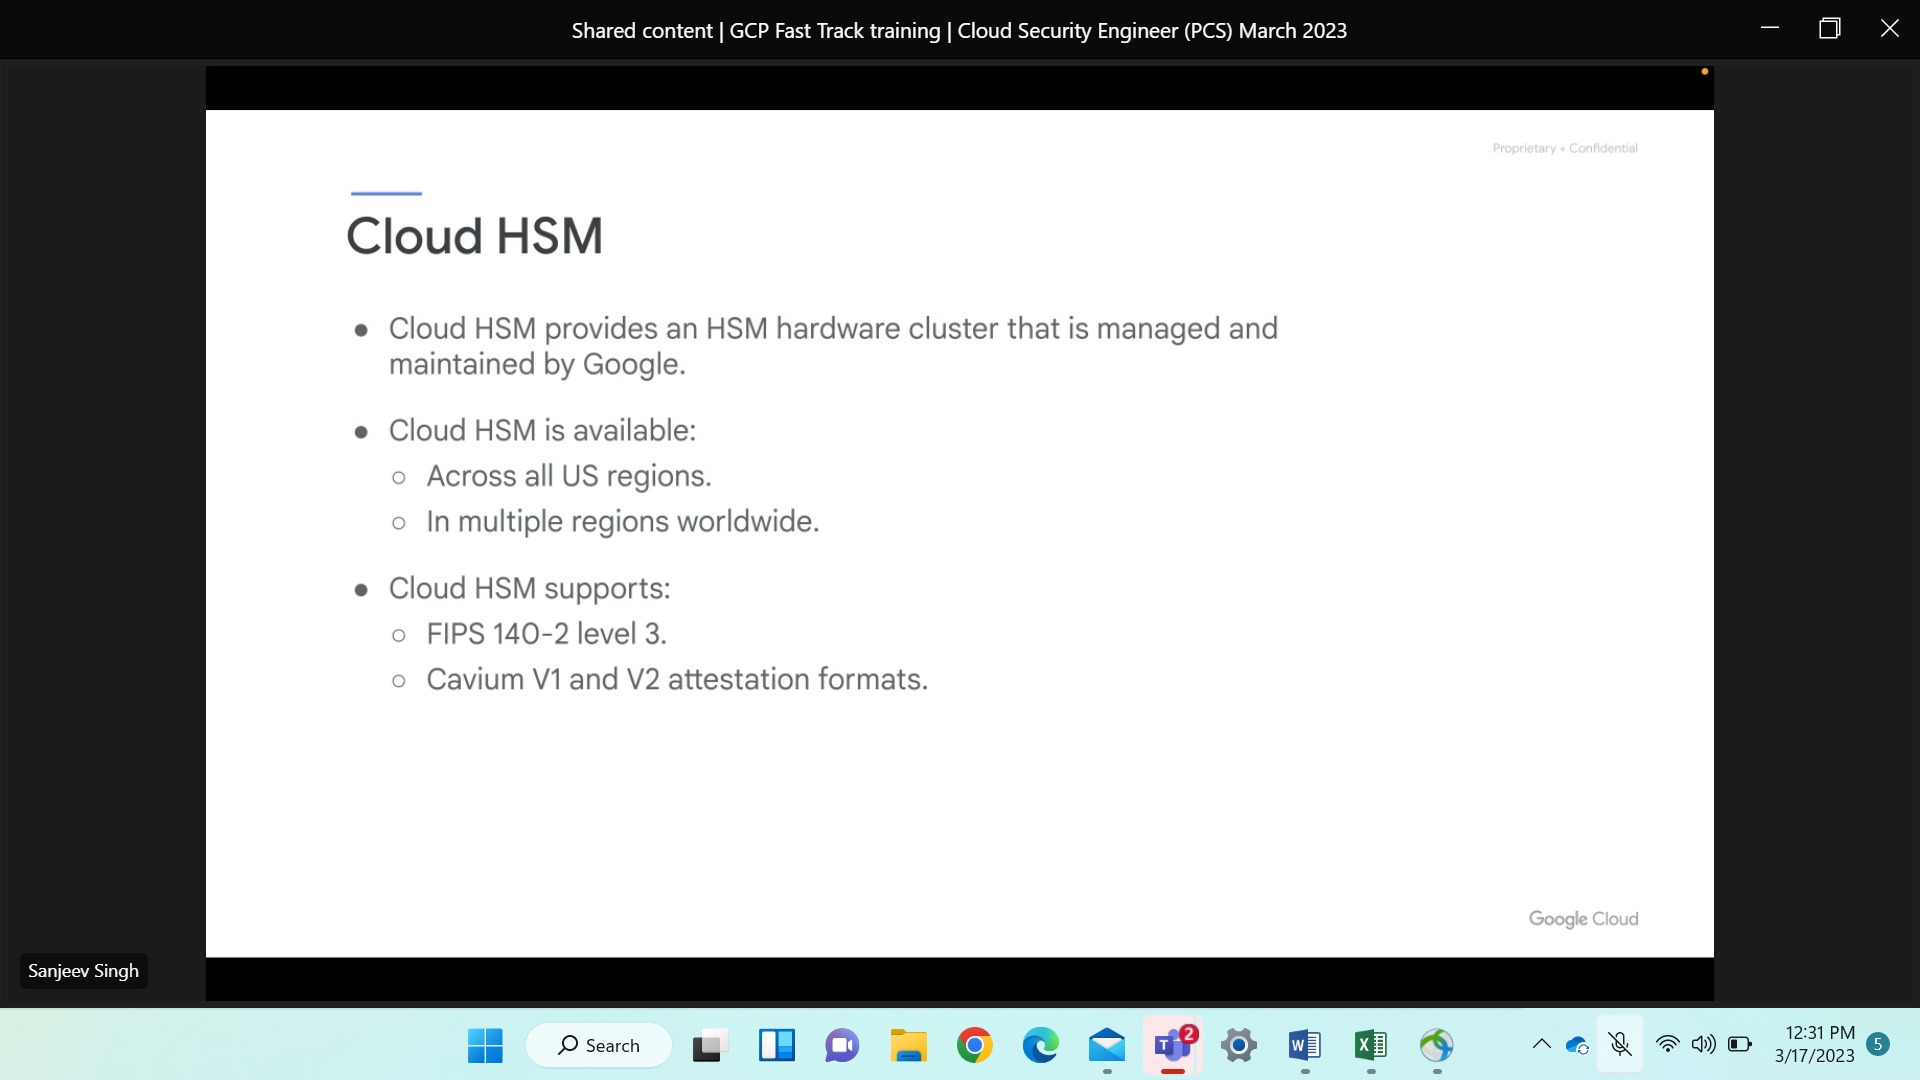 Shared content | GCP Fast Track training | Cloud Security Engineer (PCS) March 2023
Proprietary + Confidential
Cloud HSM
● Cloud HSM provides an HSM hardware cluster that is managed and
maintained by Google.
● Cloud HSM is available:
○ Across all US regions.
○ In multiple regions worldwide.
● Cloud HSM supports:
○ FIPS 140-2 level 3.
○ Cavium V1 and V2 attestation formats.
Google Cloud
Sanjeev Singh
Search
T
2
W
X
12:31 PM
3/17/2023
5